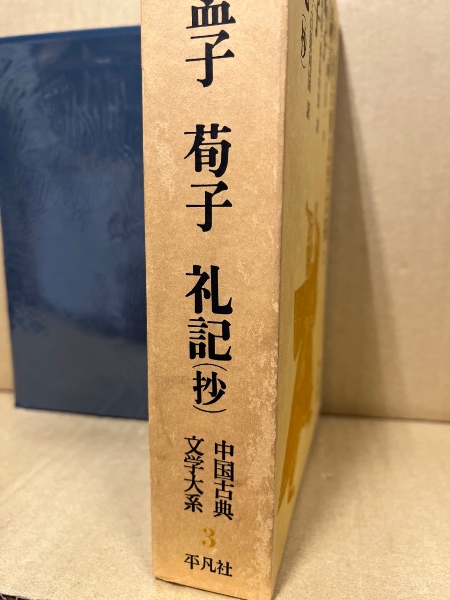 孟子 荀子 礼記(抄)
中国古典
文学大系
3
平凡社